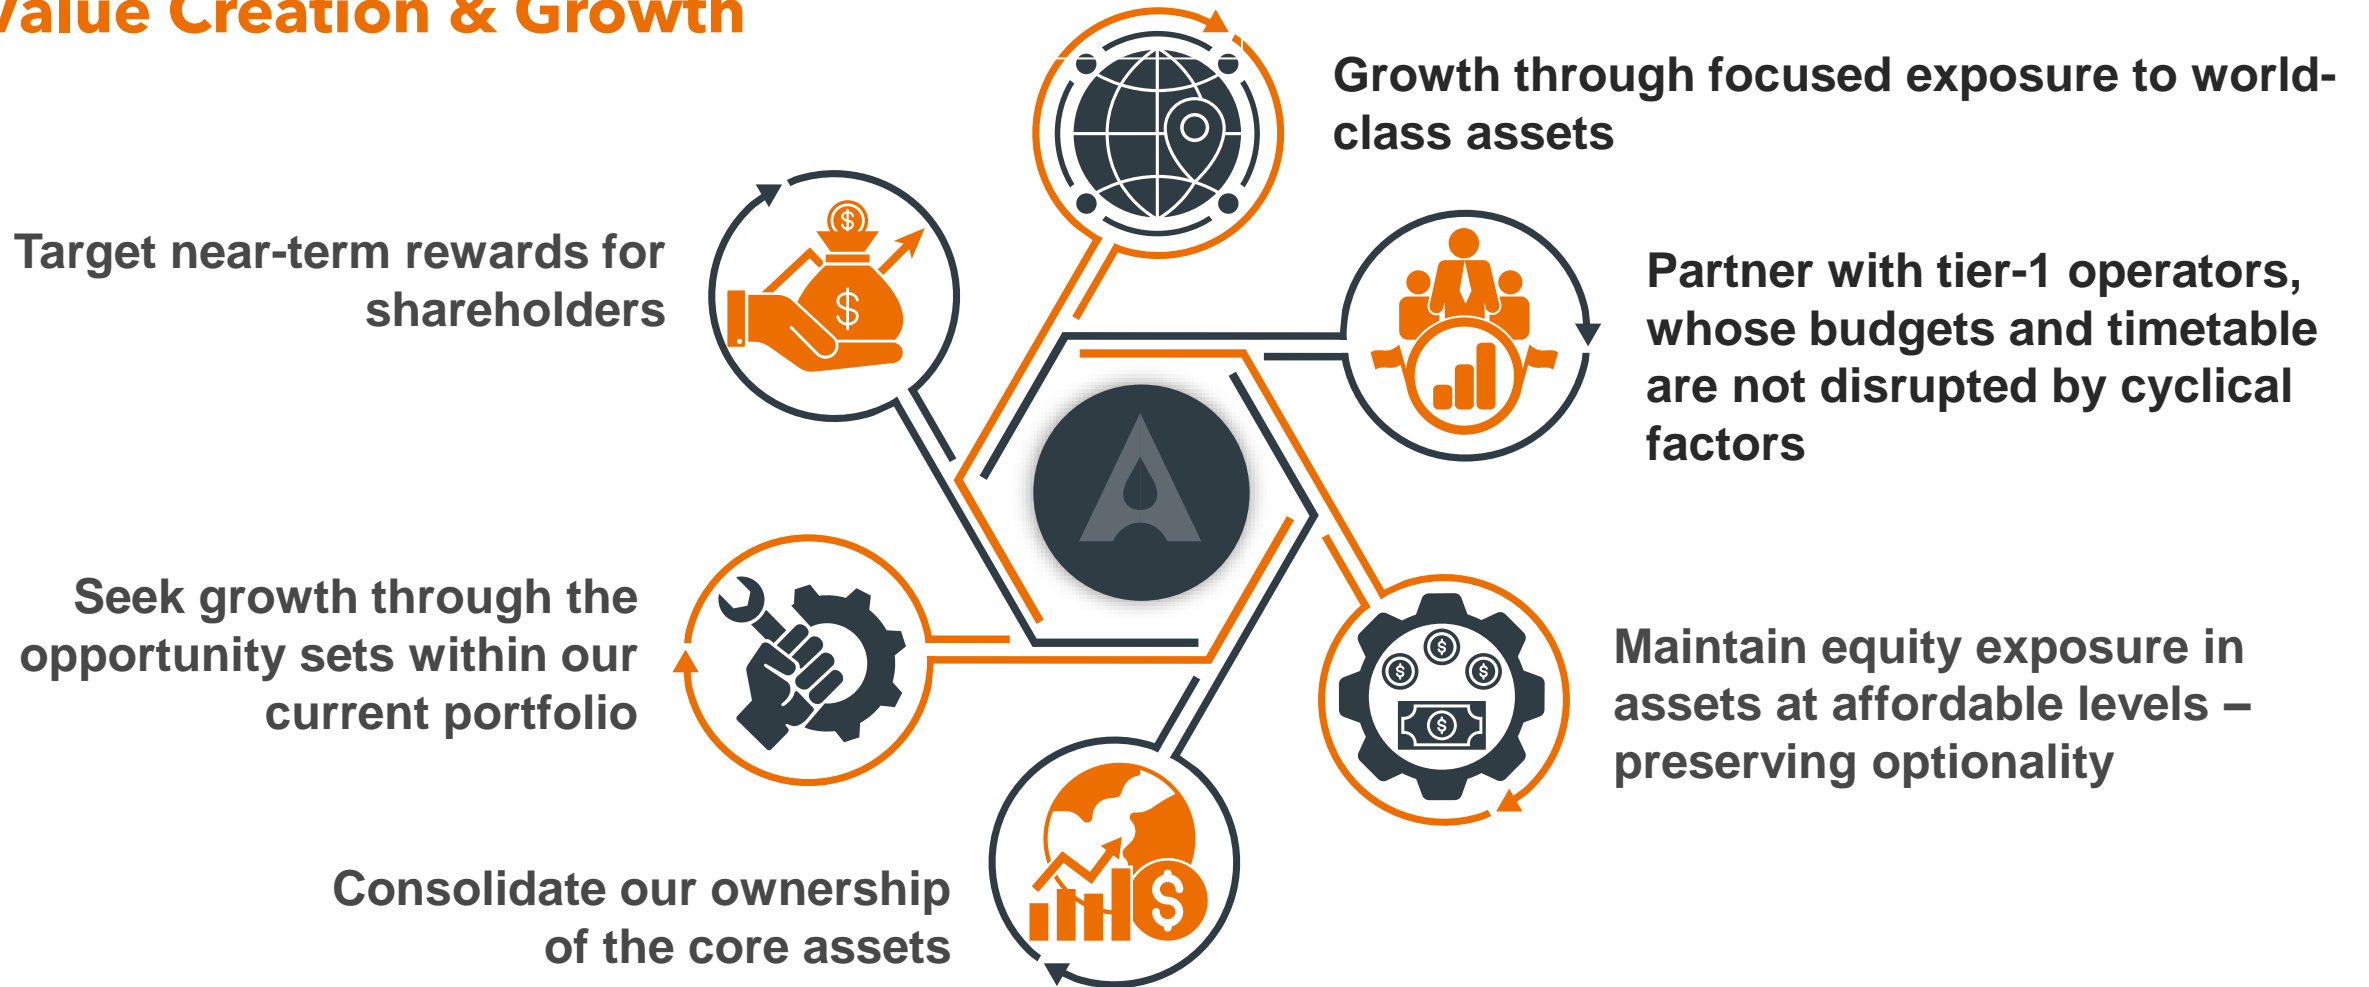 Value Creation & Growth
Growth through focused exposure to world-
class assets
Target near-term rewards for
shareholders
Partner with tier-1 operators,
whose budgets and timetable
are not disrupted by cyclical
factors
Seek growth through the
opportunity sets within our
current portfolio
Maintain equity exposure in
assets at affordable levels –
preserving optionality
Consolidate our ownership
of the core assets